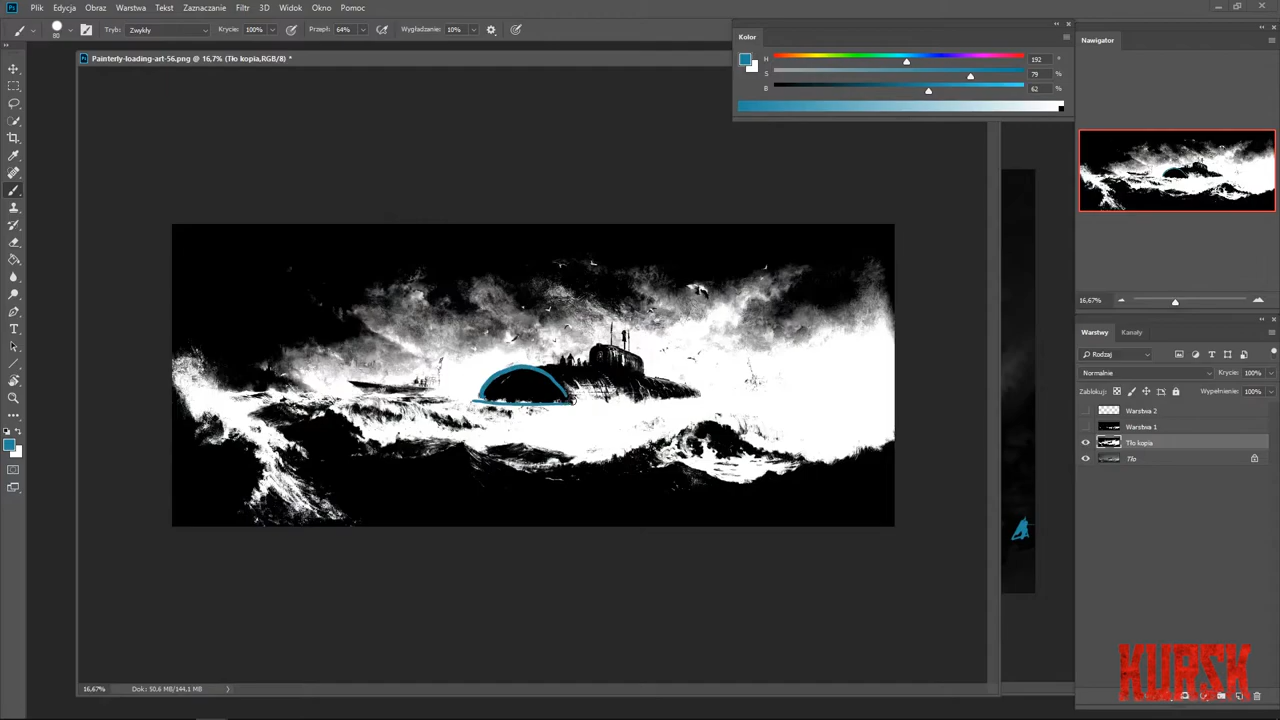 Ps Plik Edycja Obraz Warstwa Tekst Zaznaczanie Filtr 3D Widok Okno Pomoc
80 Tryb: Zwykły Krycie: 100% Przepł: 64% Wygładzanie: 10%
Kolor
H 192 °
S 79 %
B 62 %
Nawigator
Painterly-loading-art-56.png @ 16,7% (Tło kopia,RGB/8) *
16,67%
Warstwy Kanały
Rodzaj
Normalne Krycie: 100%
Zablokuj: Wypełnienie: 100%
Warstwa 2
Warstwa 1
Tło kopia
Tło
16,67% Dok: 50.6 MB/144.1 MB
KURSK